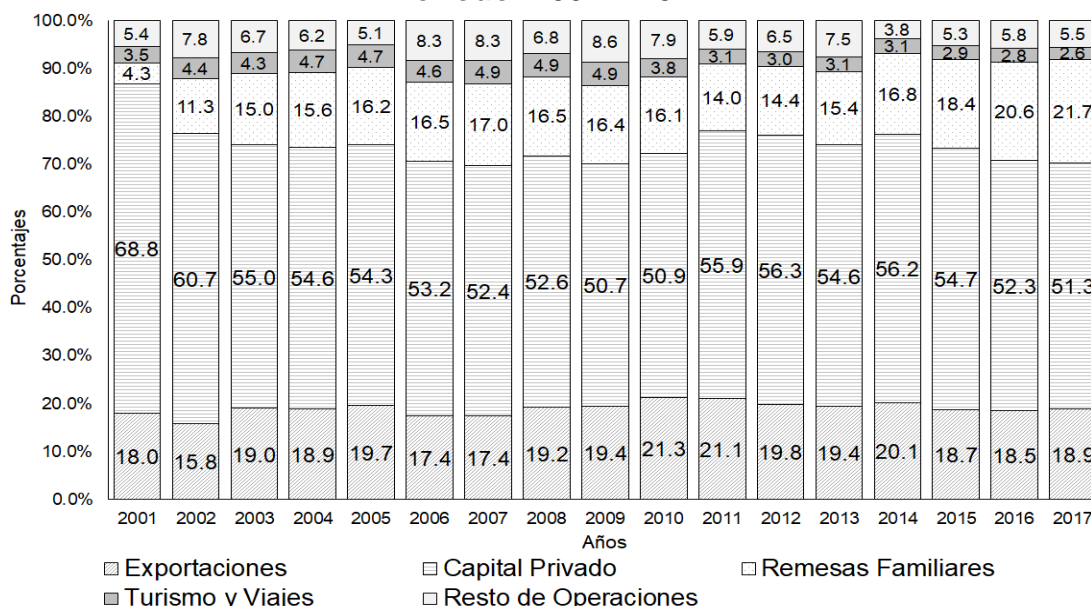 100.0%
90.0%
80.0%
70.0%
60.0%
50.0%
40.0%
30.0%
20.0%
10.0%
0.0%
Porcentajes
5.4 7.8 6.7 6.2 5.1 8.3 8.3 6.8 8.6 7.9 5.9 6.5 7.5 3.8 5.3 5.8 5.5
3.5 4.4 4.3 4.7 4.7 4.6 4.9 4.9 4.9 3.8 3.1 3.0 3.1 3.1 2.9 2.8 2.6
4.3 11.3 15.0 15.6 16.2 16.5 17.0 16.5 16.4 16.1 14.0 14.4 15.4 16.8 18.4 20.6 21.7
68.8 60.7 55.0 54.6 54.3 53.2 52.4 52.6 50.7 50.9 55.9 56.3 54.6 56.2 54.7 52.3 51.3
18.0 15.8 19.0 18.9 19.7 17.4 17.4 19.2 19.4 21.3 21.1 19.8 19.4 20.1 18.7 18.5 18.9
2001 2002 2003 2004 2005 2006 2007 2008 2009 2010 2011 2012 2013 2014 2015 2016 2017
Años
Exportaciones Capital Privado Remesas Familiares
Turismo y Viajes Resto de Operaciones